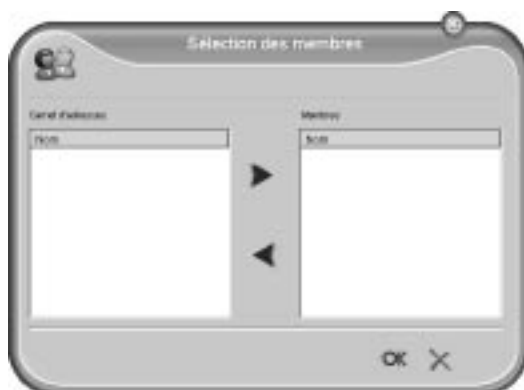 Sélection des membres
Carnet d'adresses
Membres
Nom
Nom
OK